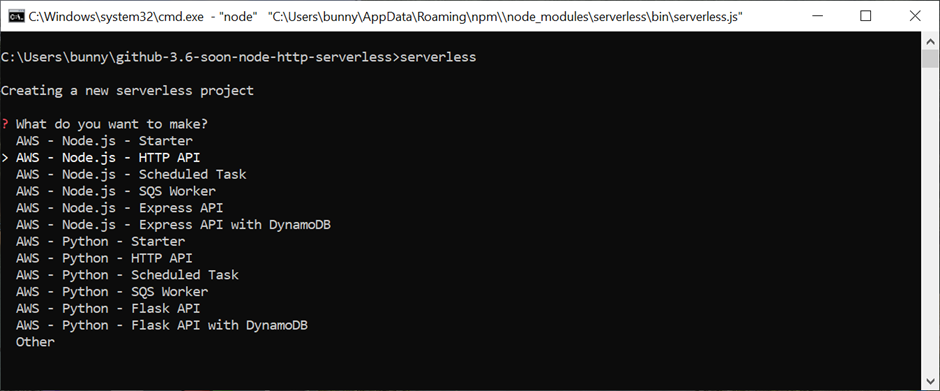 C:\Windows\system32\cmd.exe - "node" "C:\Users\bunny\AppData\Roaming\npm\\node_modules\serverless\bin\serverless.js"
C:\Users\bunny\github-3.6-soon-node-http-serverless>serverless
Creating a new serverless project
? What do you want to make?
AWS - Node.js - Starter
> AWS - Node.js - HTTP API
AWS - Node.js - Scheduled Task
AWS - Node.js - SQS Worker
AWS - Node.js - Express API
AWS - Node.js - Express API with DynamoDB
AWS - Python - Starter
AWS - Python - HTTP API
AWS - Python - Scheduled Task
AWS - Python - SQS Worker
AWS - Python - Flask API
AWS - Python - Flask API with DynamoDB
Other